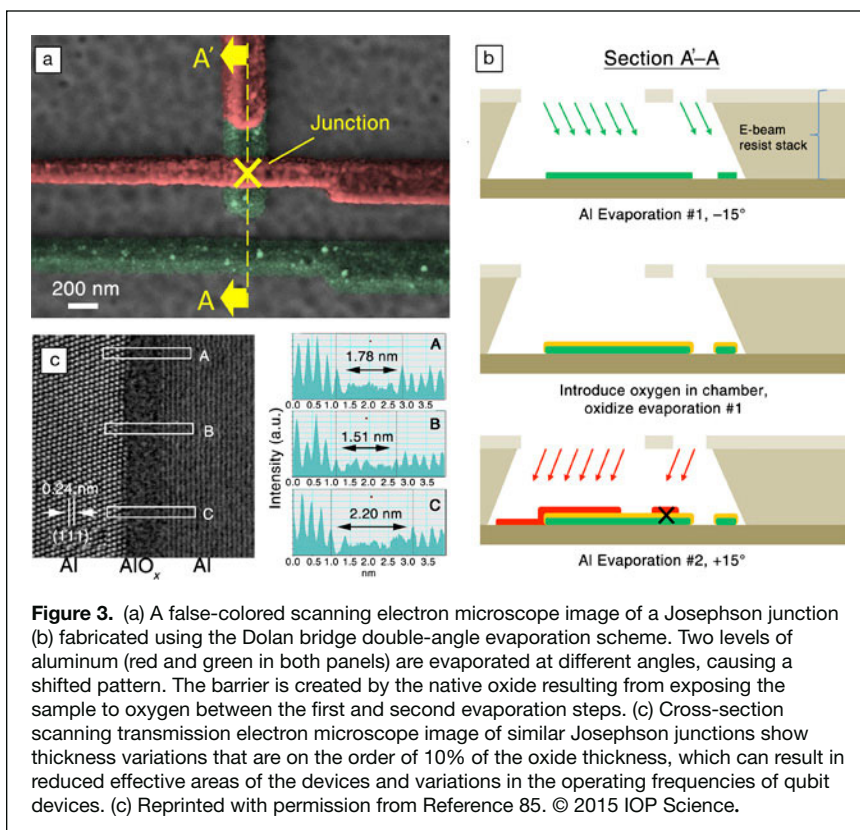 a
A'
Junction
A
200 nm
b
Section A'–A
E-beam
resist stack
Al Evaporation #1, –15°
Introduce oxygen in chamber,
oxidize evaporation #1
Al Evaporation #2, +15°
c
A
B
C
0.24 nm
(111)
Al
AlOx
Al
Intensity (a.u.)
A
1.78 nm
0.0 0.5 1.0 1.5 2.0 2.5 3.0 3.5
B
1.51 nm
0.0 0.5 1.0 1.5 2.0 2.5 3.0 3.5
C
2.20 nm
0.0 0.5 1.0 1.5 2.0 2.5 3.0 3.5
nm
Figure 3. (a) A false-colored scanning electron microscope image of a Josephson junction
(b) fabricated using the Dolan bridge double-angle evaporation scheme. Two levels of
aluminum (red and green in both panels) are evaporated at different angles, causing a
shifted pattern. The barrier is created by the native oxide resulting from exposing the
sample to oxygen between the first and second evaporation steps. (c) Cross-section
scanning transmission electron microscope image of similar Josephson junctions show
thickness variations that are on the order of 10% of the oxide thickness, which can result in
reduced effective areas of the devices and variations in the operating frequencies of qubit
devices. (c) Reprinted with permission from Reference 85. © 2015 IOP Science.